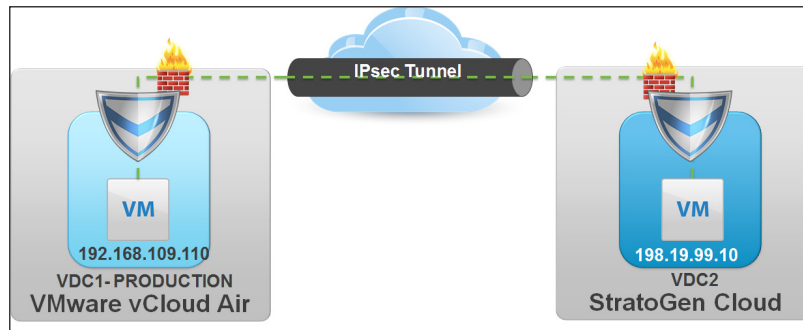 IPsec Tunnel
VM
192.168.109.110
VDC1- PRODUCTION
VMware vCloud Air
VM
198.19.99.10
VDC2
StratoGen Cloud